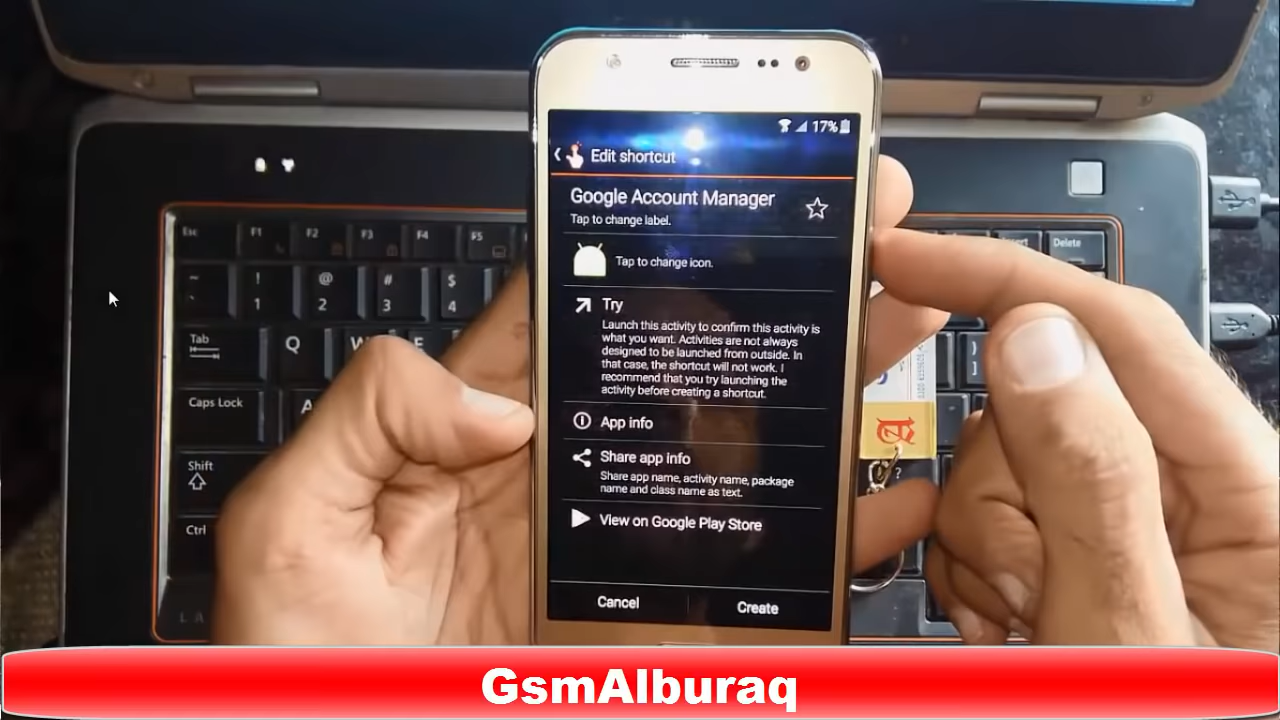 17%
Edit shortcut
Google Account Manager
Tap to change label.
Tap to change icon.
Try
Launch this activity to confirm this activity is
what you want. Activities are not always
designed to be launched from outside. In
that case, the shortcut will not work. I
recommend that you try launching the
activity before creating a shortcut.
App info
Share app info
Share app name, activity name, package
name and class name as text.
View on Google Play Store
Cancel
Create
Esc
F1
F2
F3
F4
F5
Delete
~
`
!
1
@
2
#
3
$
4
Tab
Q
W
E
Caps Lock
A
Shift
Ctrl
}
]
?
GsmAlburaq